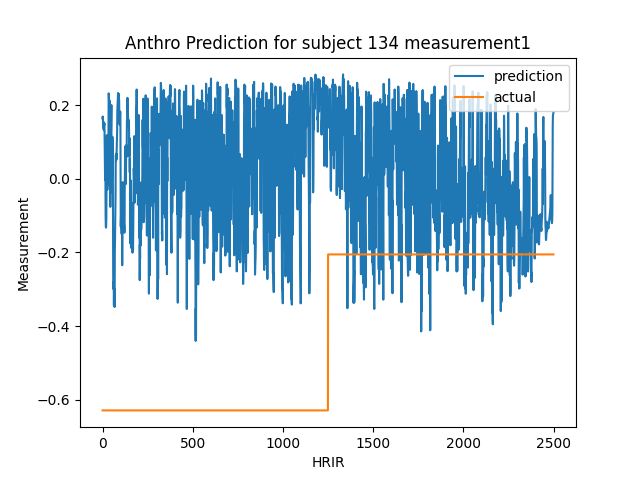 Anthro Prediction for subject 134 measurement1
prediction
actual
0.2
0.0
−0.2
−0.4
−0.6
Measurement
0
500
1000
1500
2000
2500
HRIR